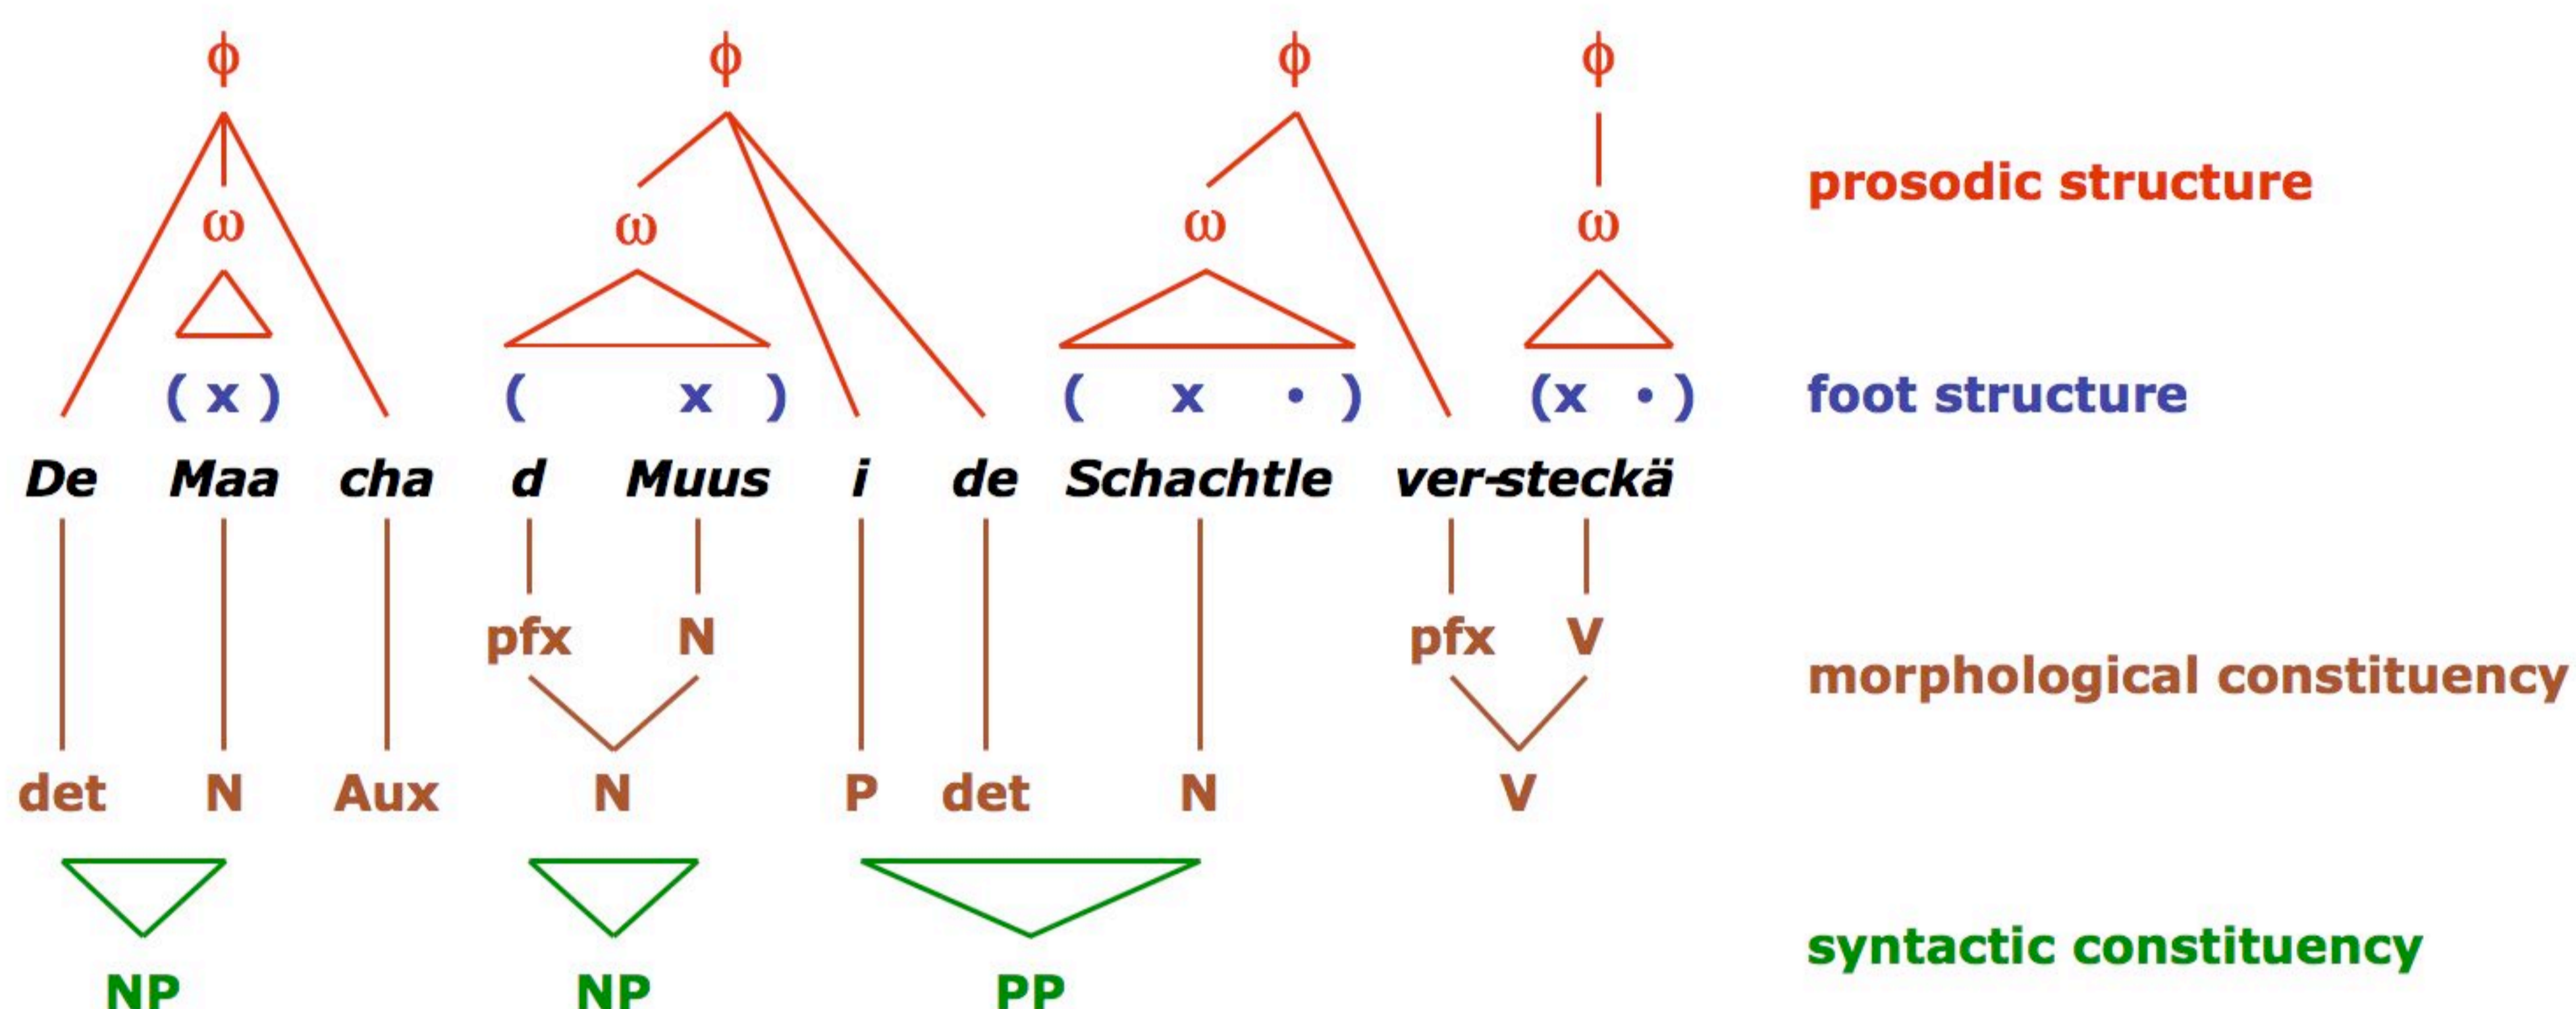 ϕ ϕ ϕ ϕ
prosodic structure
ω ω ω ω
( x ) ( x ) ( x • ) (x • ) foot structure
De Maa cha d Muus i de Schachtle ver-steckä
pfx N pfx V
morphological constituency
det N Aux N P det N V
syntactic constituency
NP NP PP